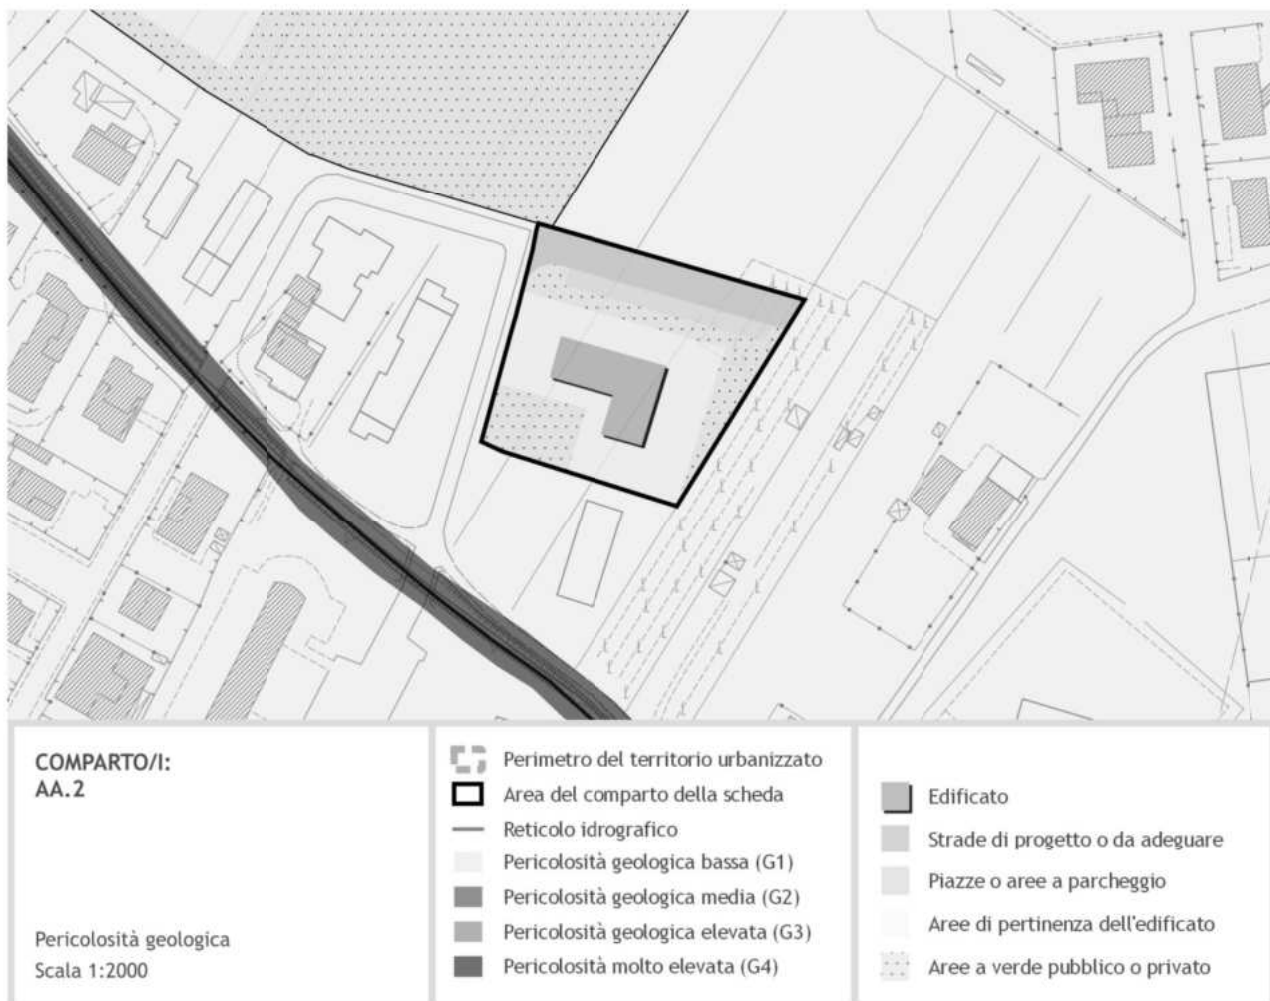 COMPARTO/I:
AA.2
Pericolosità geologica
Scala 1:2000
Perimetro del territorio urbanizzato
Area del comparto della scheda
Reticolo idrografico
Pericolosità geologica bassa (G1)
Pericolosità geologica media (G2)
Pericolosità geologica elevata (G3)
Pericolosità molto elevata (G4)
Edificato
Strade di progetto o da adeguare
Piazze o aree a parcheggio
Aree di pertinenza dell'edificato
Aree a verde pubblico o privato